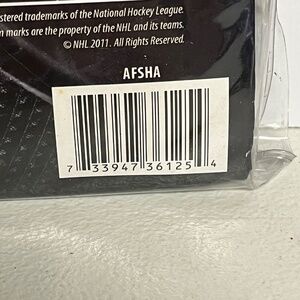 stered trademarks of the National Hockey League.
m marks are the property of the NHL and its teams.
© NHL 2011. All Rights Reserved.
AFSHA
7 33947 36125 4